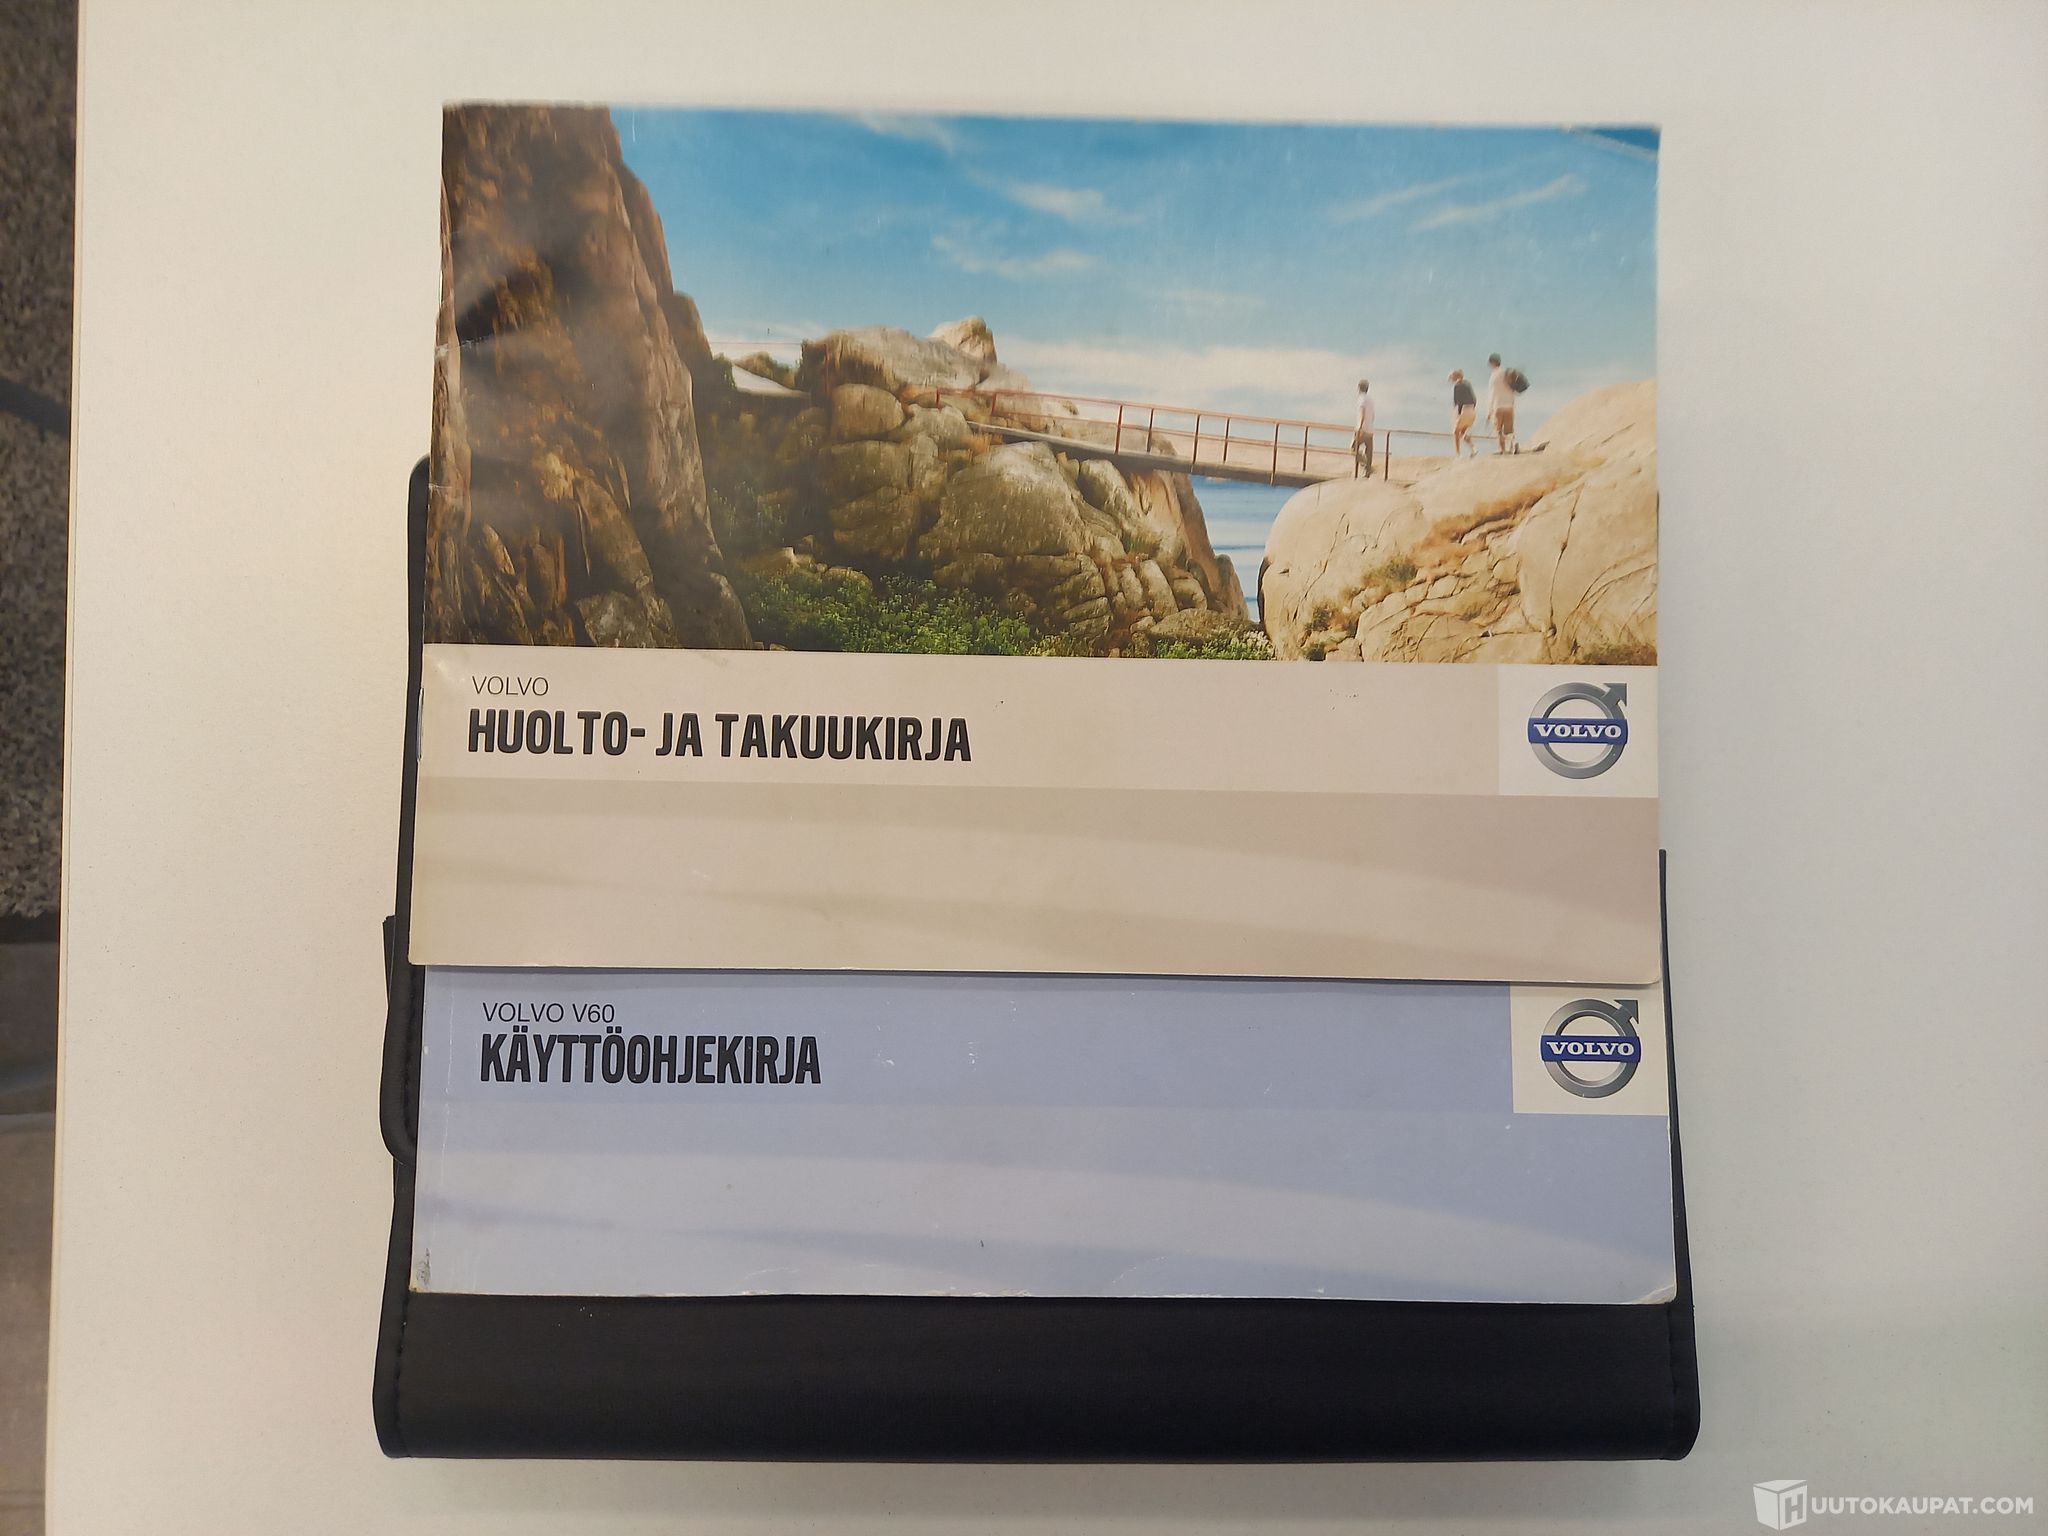 VOLVO
HUOLTO- JA TAKUUKIRJA
VOLVO
VOLVO V60
KÄYTTÖOHJEKIRJA
VOLVO
HUUTOKAUPAT.COM